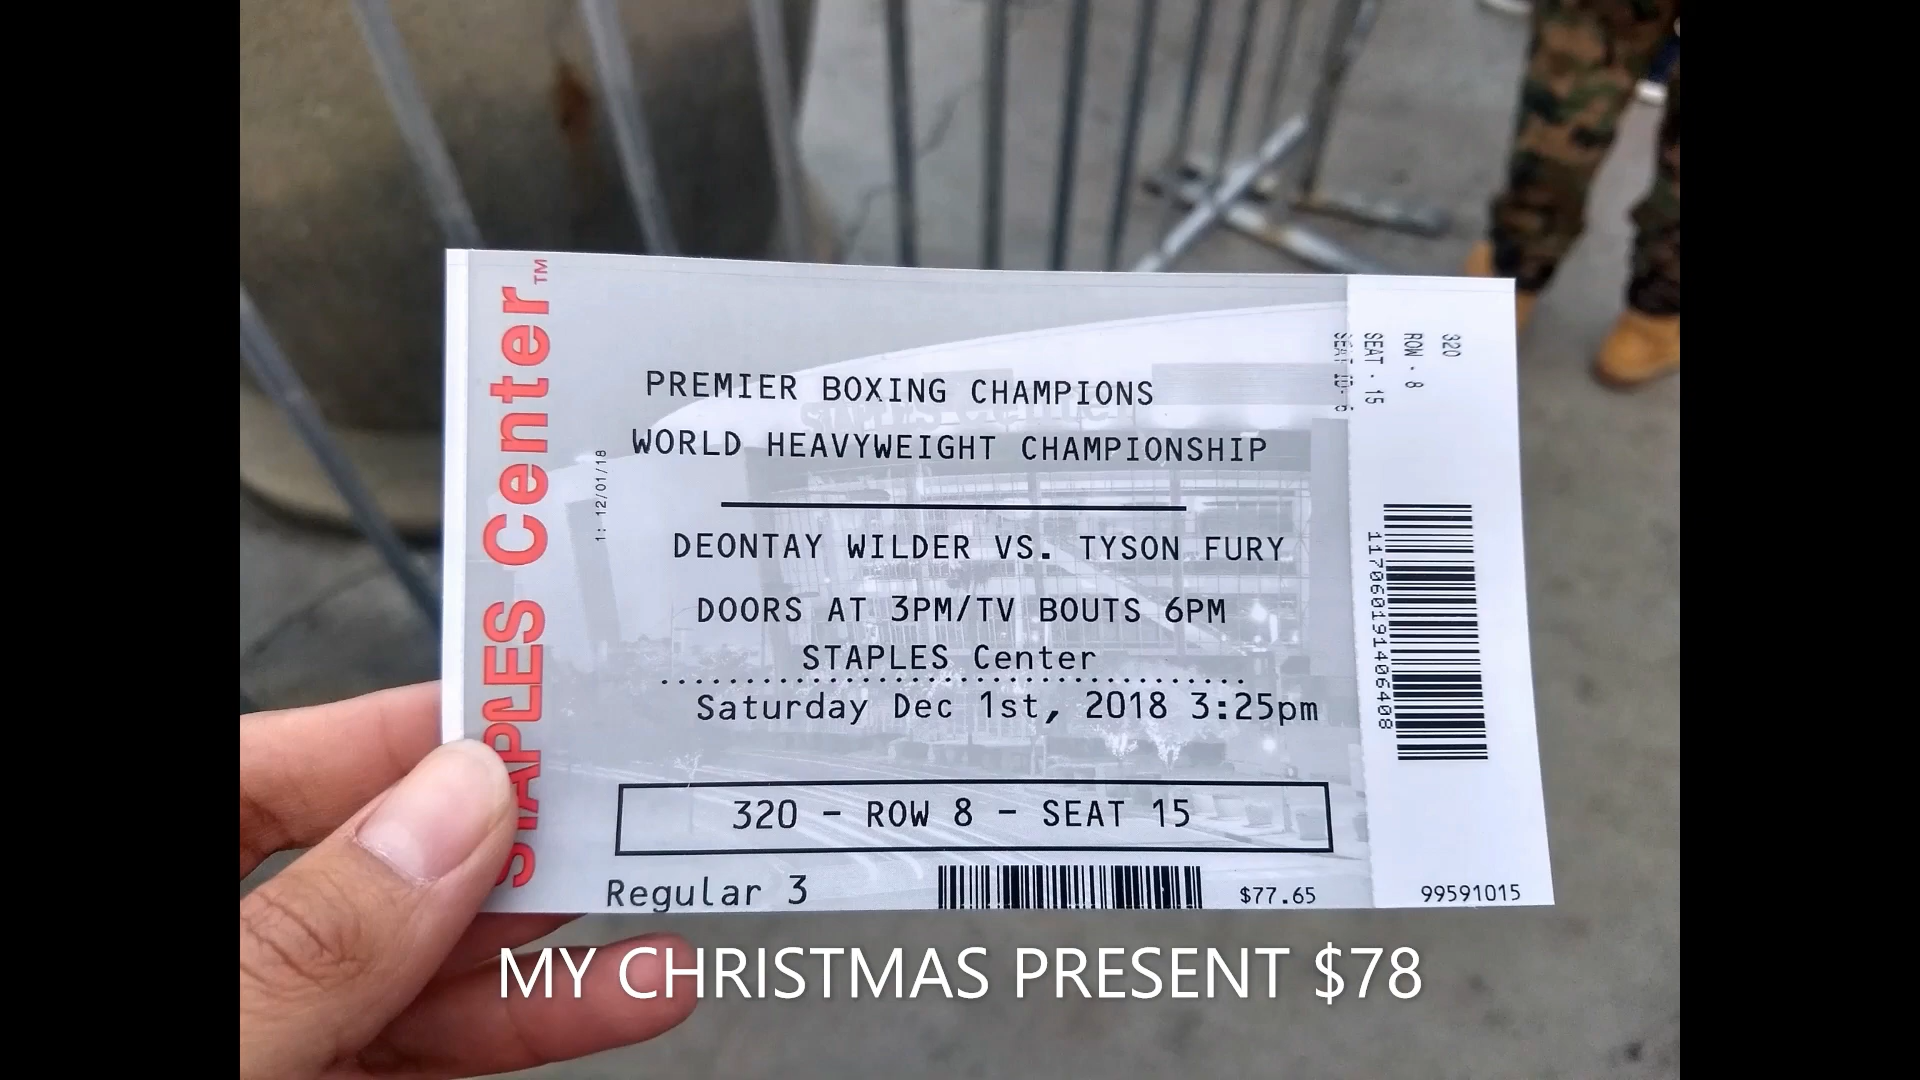 STAPLES Center™
1: 12/01/18
PREMIER BOXING CHAMPIONS
WORLD HEAVYWEIGHT CHAMPIONSHIP
DEONTAY WILDER VS. TYSON FURY
DOORS AT 3PM/TV BOUTS 6PM
STAPLES Center
Saturday Dec 1st, 2018 3:25pm
320 - ROW 8 - SEAT 15
Regular 3
$77.65
320
ROW - 8
SEAT - 15
117060191406408
99591015
MY CHRISTMAS PRESENT $78